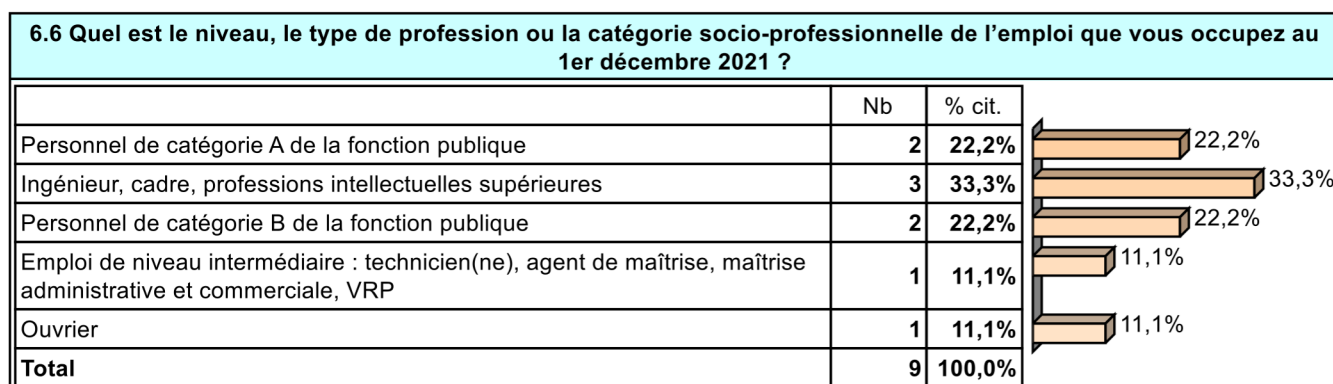 6.6 Quel est le niveau, le type de profession ou la catégorie socio-professionnelle de l’emploi que vous occupez au
1er décembre 2021 ?
Nb % cit.
Personnel de catégorie A de la fonction publique 2 22,2% 22,2%
Ingénieur, cadre, professions intellectuelles supérieures 3 33,3% 33,3%
Personnel de catégorie B de la fonction publique 2 22,2% 22,2%
Emploi de niveau intermédiaire : technicien(ne), agent de maîtrise, maîtrise
administrative et commerciale, VRP 1 11,1% 11,1%
Ouvrier 1 11,1% 11,1%
Total 9 100,0%